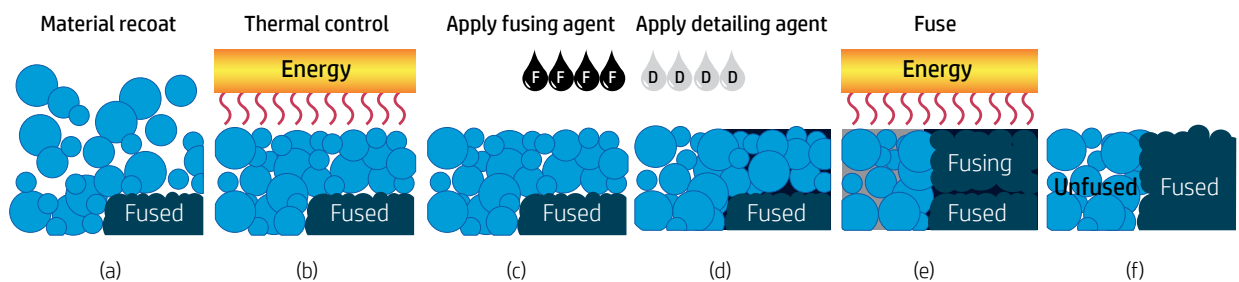 Material recoat
Thermal control
Apply fusing agent
Apply detailing agent
Fuse
Energy
F F F F
D D D D
Energy
Fused
Fused
Fused
Fused
Fusing
Fused
Unfused
Fused
(a)
(b)
(c)
(d)
(e)
(f)